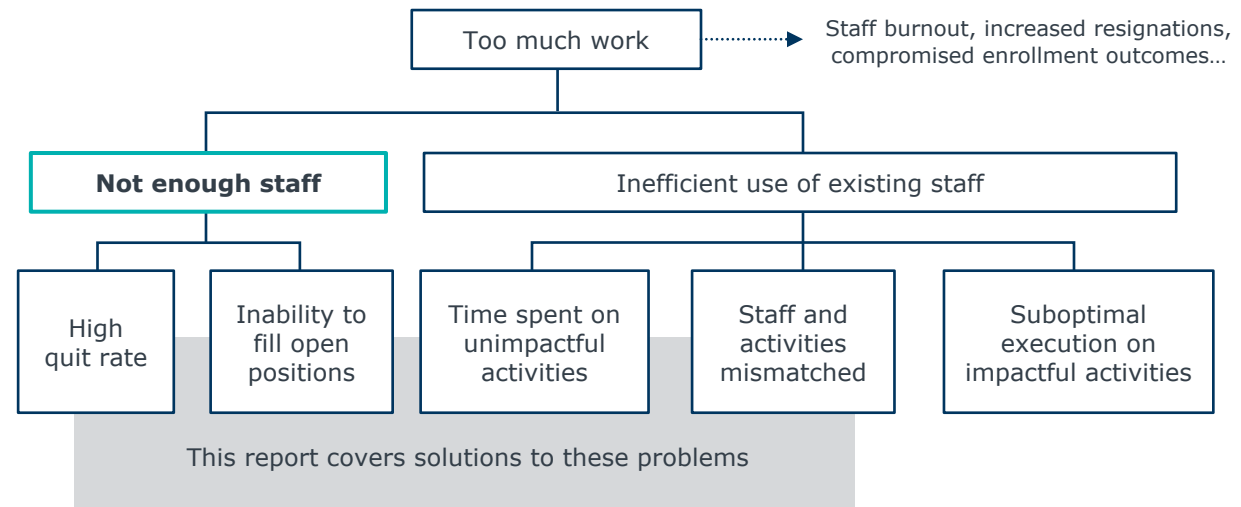 Too much work
Staff burnout, increased resignations,
compromised enrollment outcomes…
Not enough staff
Inefficient use of existing staff
High
quit rate
Inability to
fill open
positions
Time spent on
unimpactful
activities
Staff and
activities
mismatched
Suboptimal
execution on
impactful activities
This report covers solutions to these problems